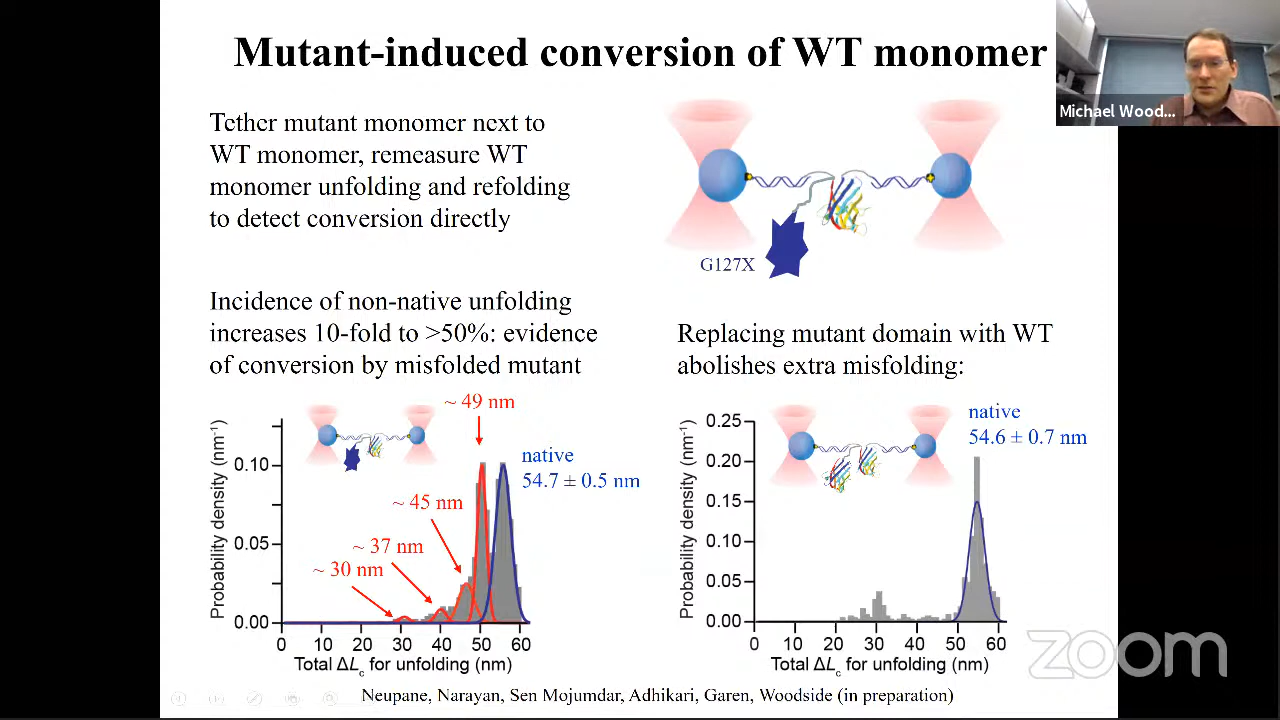 Mutant-induced conversion of WT monomer
Michael Wood...
Tether mutant monomer next to
WT monomer, remeasure WT
monomer unfolding and refolding
to detect conversion directly
G127X
Incidence of non-native unfolding
increases 10-fold to >50%: evidence
of conversion by misfolded mutant
Replacing mutant domain with WT
abolishes extra misfolding:
~ 49 nm
native
54.7 ± 0.5 nm
~ 45 nm
~ 37 nm
~ 30 nm
Probability density (nm⁻¹)
0.10
0.05
0.00
0 10 20 30 40 50 60
Total ΔLc for unfolding (nm)
native
54.6 ± 0.7 nm
Probability density (nm⁻¹)
0.25
0.20
0.15
0.10
0.05
0.00
0 10 20 30 40 50 60
Total ΔLc for unfolding (nm)
zoom
Neupane, Narayan, Sen Mojumdar, Adhikari, Garen, Woodside (in preparation)